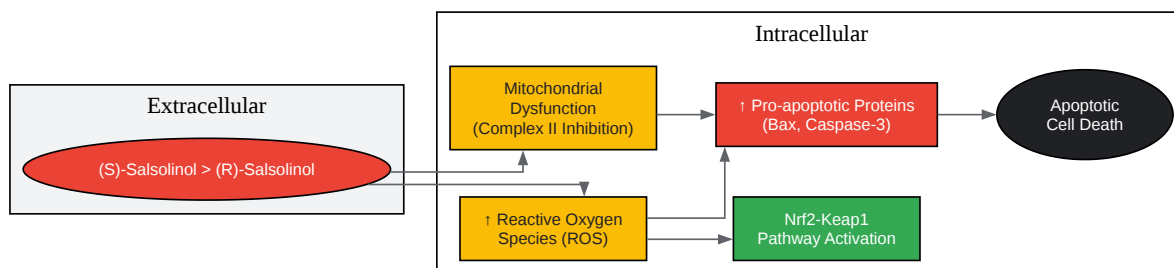 Extracellular
(S)-Salsolinol > (R)-Salsolinol
Intracellular
Mitochondrial
Dysfunction
(Complex II Inhibition)
↑ Reactive Oxygen
Species (ROS)
↑ Pro-apoptotic Proteins
(Bax, Caspase-3)
Nrf2-Keap1
Pathway Activation
Apoptotic
Cell Death